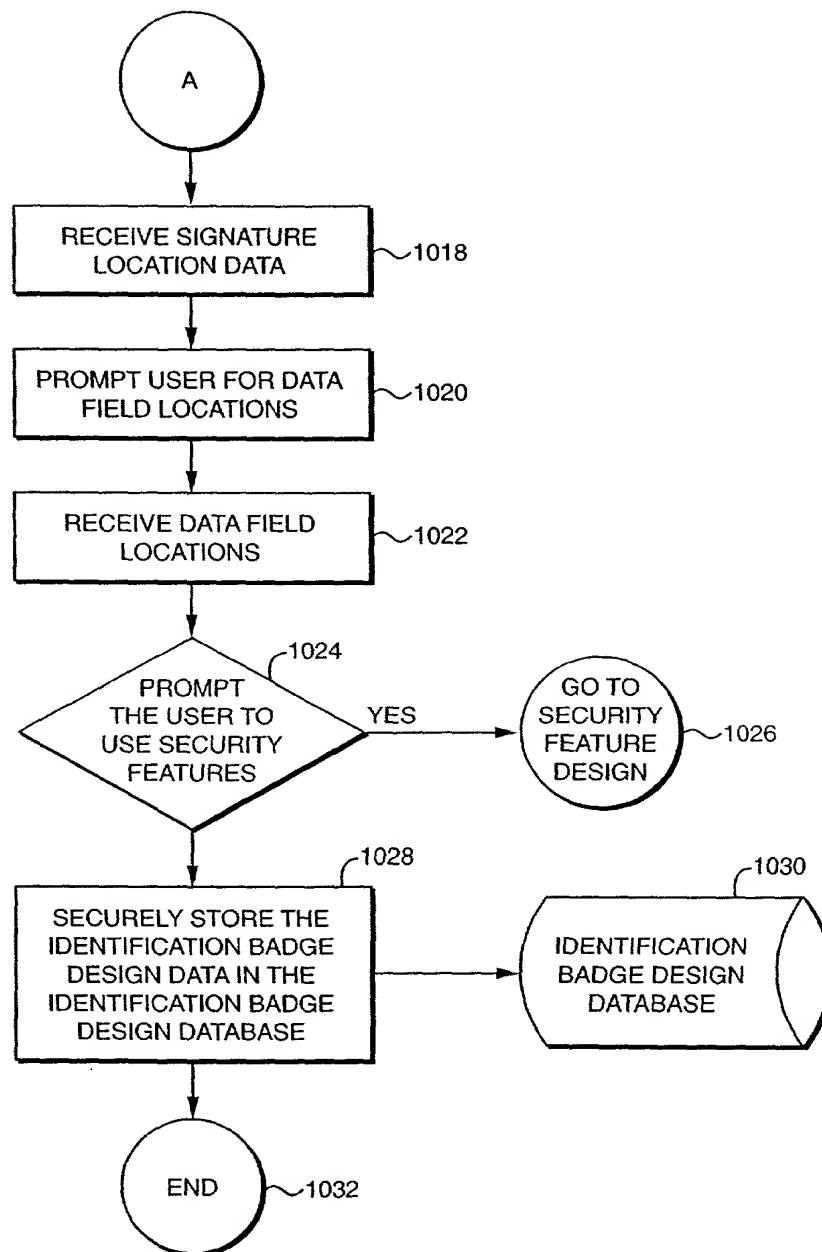 A
RECEIVE SIGNATURE
LOCATION DATA
1018
PROMPT USER FOR DATA
FIELD LOCATIONS
1020
RECEIVE DATA FIELD
LOCATIONS
1022
1024
PROMPT
THE USER TO
USE SECURITY
FEATURES
YES
GO TO
SECURITY
FEATURE
DESIGN
1026
1028
SECURELY STORE THE
IDENTIFICATION BADGE
DESIGN DATA IN THE
IDENTIFICATION BADGE
DESIGN DATABASE
1030
IDENTIFICATION
BADGE DESIGN
DATABASE
END
1032